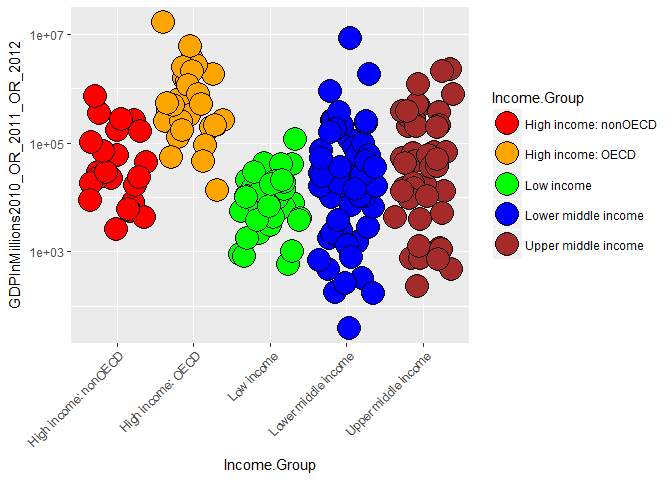 GDPInMillions2010_OR_2011_OR_2012
1e+07
1e+05
1e+03
High income: nonOECD
High income: OECD
Low income
Lower middle income
Upper middle income
Income.Group
Income.Group
High income: nonOECD
High income: OECD
Low income
Lower middle income
Upper middle income